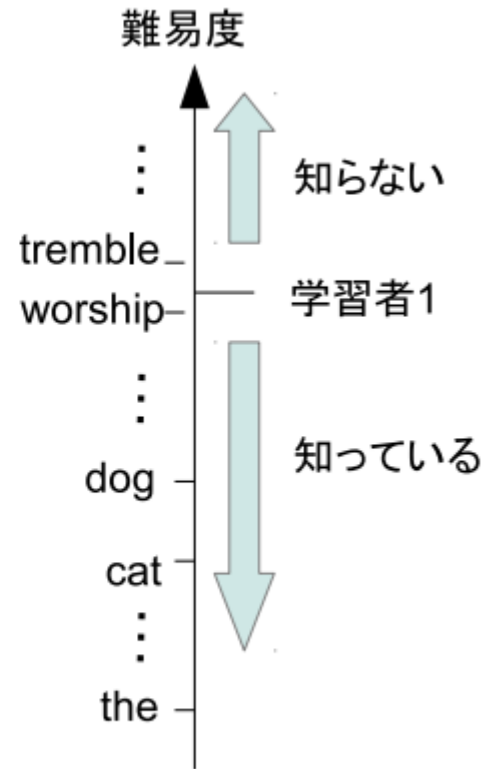 難易度
⋮
知らない
tremble
学習者1
worship
⋮
知っている
dog
cat
⋮
the